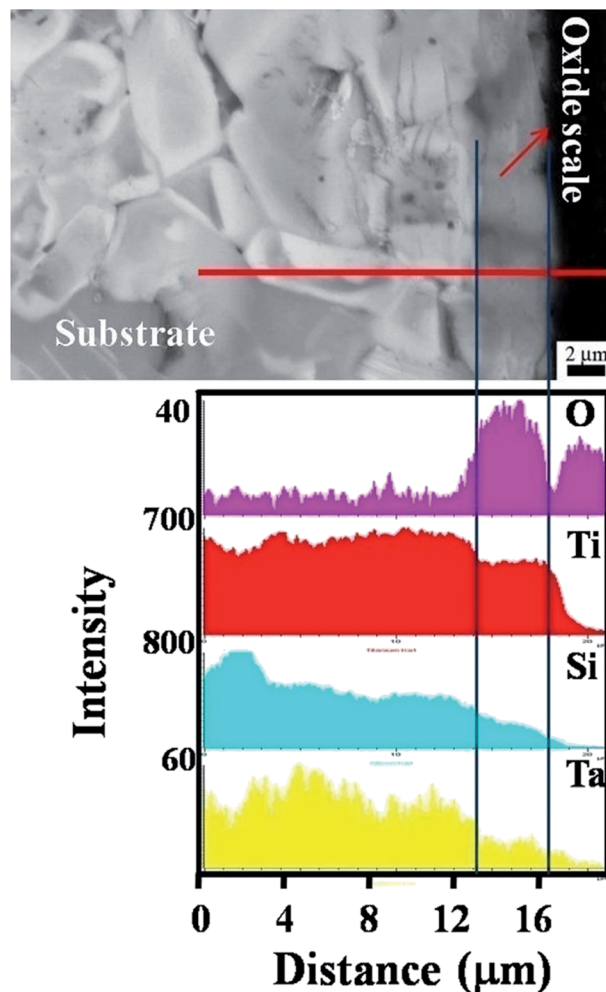 Oxide scale
Substrate
2 μm
40
O
700
Ti
800
Si
60
Ta
Intensity
0 4 8 12 16
Distance (μm)